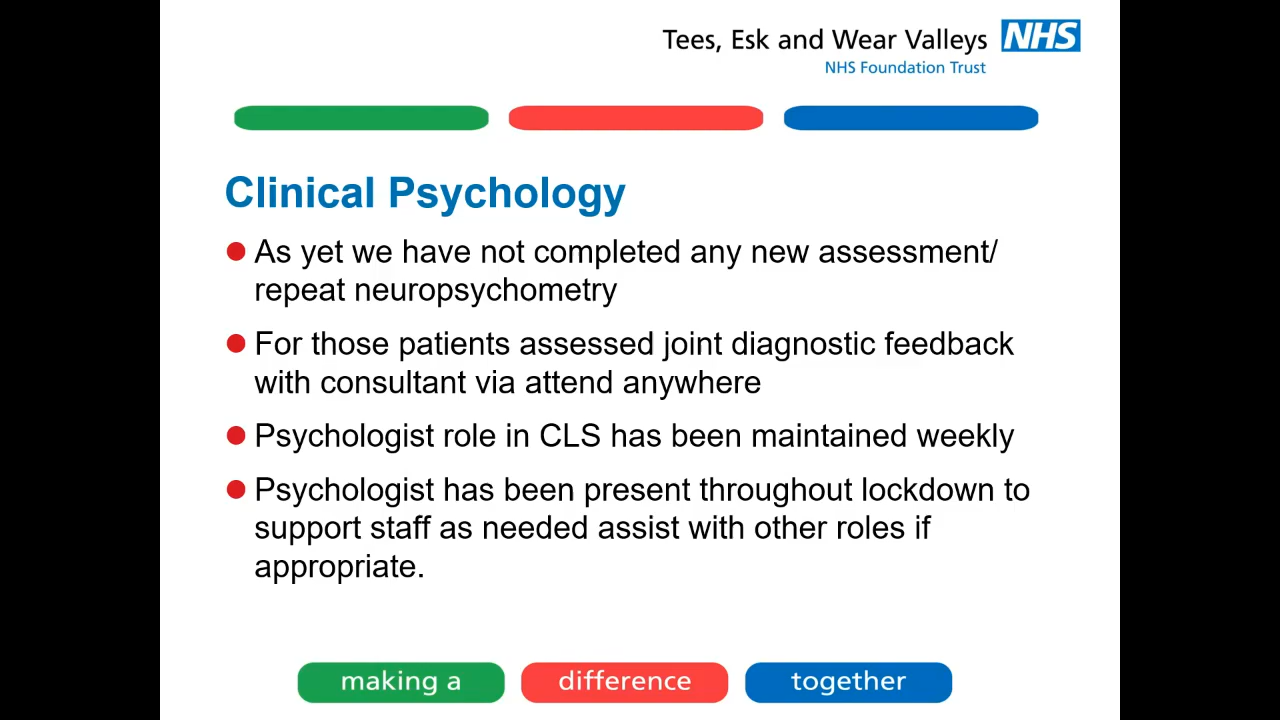 Tees, Esk and Wear Valleys NHS
NHS Foundation Trust
Clinical Psychology
As yet we have not completed any new assessment/
repeat neuropsychometry
For those patients assessed joint diagnostic feedback
with consultant via attend anywhere
Psychologist role in CLS has been maintained weekly
Psychologist has been present throughout lockdown to
support staff as needed assist with other roles if
appropriate.
making a difference together